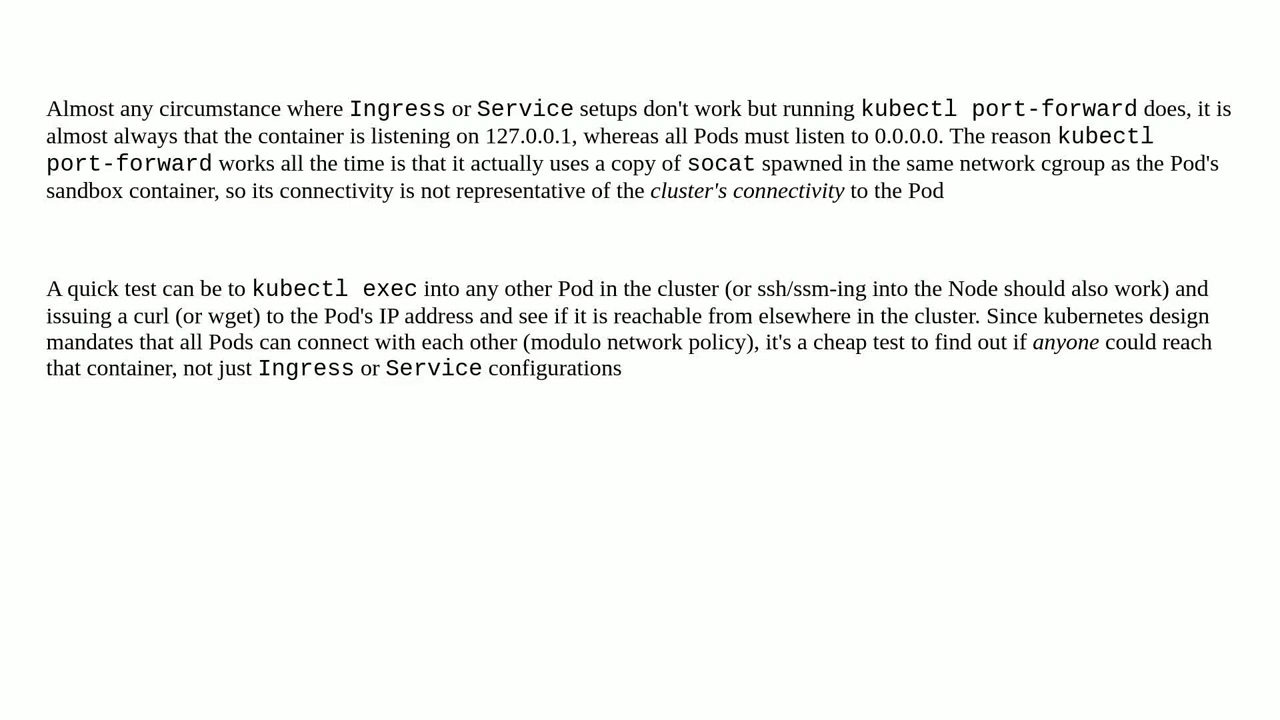 Almost any circumstance where Ingress or Service setups don't work but running kubectl port-forward does, it is
almost always that the container is listening on 127.0.0.1, whereas all Pods must listen to 0.0.0.0. The reason kubectl
port-forward works all the time is that it actually uses a copy of socat spawned in the same network cgroup as the Pod's
sandbox container, so its connectivity is not representative of the cluster's connectivity to the Pod
A quick test can be to kubectl exec into any other Pod in the cluster (or ssh/ssm-ing into the Node should also work) and
issuing a curl (or wget) to the Pod's IP address and see if it is reachable from elsewhere in the cluster. Since kubernetes design
mandates that all Pods can connect with each other (modulo network policy), it's a cheap test to find out if anyone could reach
that container, not just Ingress or Service configurations